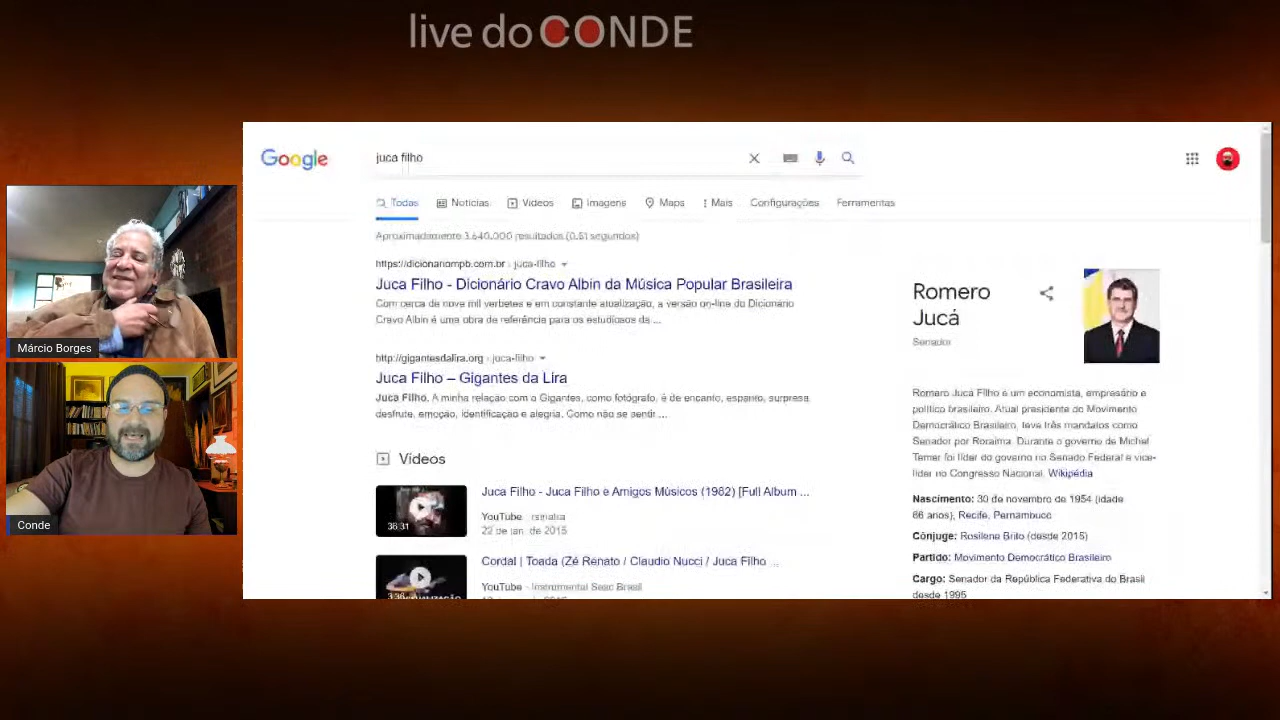 live do CONDE
Google
juca filho
Todas
Notícias
Vídeos
Imagens
Maps
Mais
Configurações
Ferramentas
Aproximadamente 3.640.000 resultados (0,51 segundos)
https://dicionariompb.com.br › juca-filho
Juca Filho - Dicionário Cravo Albin da Música Popular Brasileira
Com cerca de nove mil verbetes e em constante atualização, a versão on-line do Dicionário
Cravo Albin é uma obra de referência para os estudiosos da ...
http://gigantesdalira.org › juca-filho
Juca Filho – Gigantes da Lira
Juca Filho. A minha relação com o Gigantes, como fotógrafo, é de encanto, espanto, surpresa
desfrute, emoção, identificação e alegria. Como não se sentir ...
Vídeos
36:31
Juca Filho - Juca Filho e Amigos Músicos (1982) [Full Album ...
YouTube ·
22 de jan. de 2015
3:36
Cordal | Toada (Zé Renato / Claudio Nucci / Juca Filho ...
YouTube · Instrumental Sesc Brasil
Romero
Jucá
Senador
Romero Jucá Filho é um economista, empresário e
político brasileiro. Atual presidente do Movimento
Democrático Brasileiro, teve três mandatos como
Senador por Roraima. Durante o governo de Michel
Temer foi líder do governo no Senado Federal e vice-
líder no Congresso Nacional. Wikipédia
Nascimento: 30 de novembro de 1954 (idade
66 anos), Recife, Pernambuco
Cônjuge: Rosilene Brito (desde 2015)
Partido: Movimento Democrático Brasileiro
Cargo: Senador da República Federativa do Brasil
desde 1995
Márcio Borges
Conde